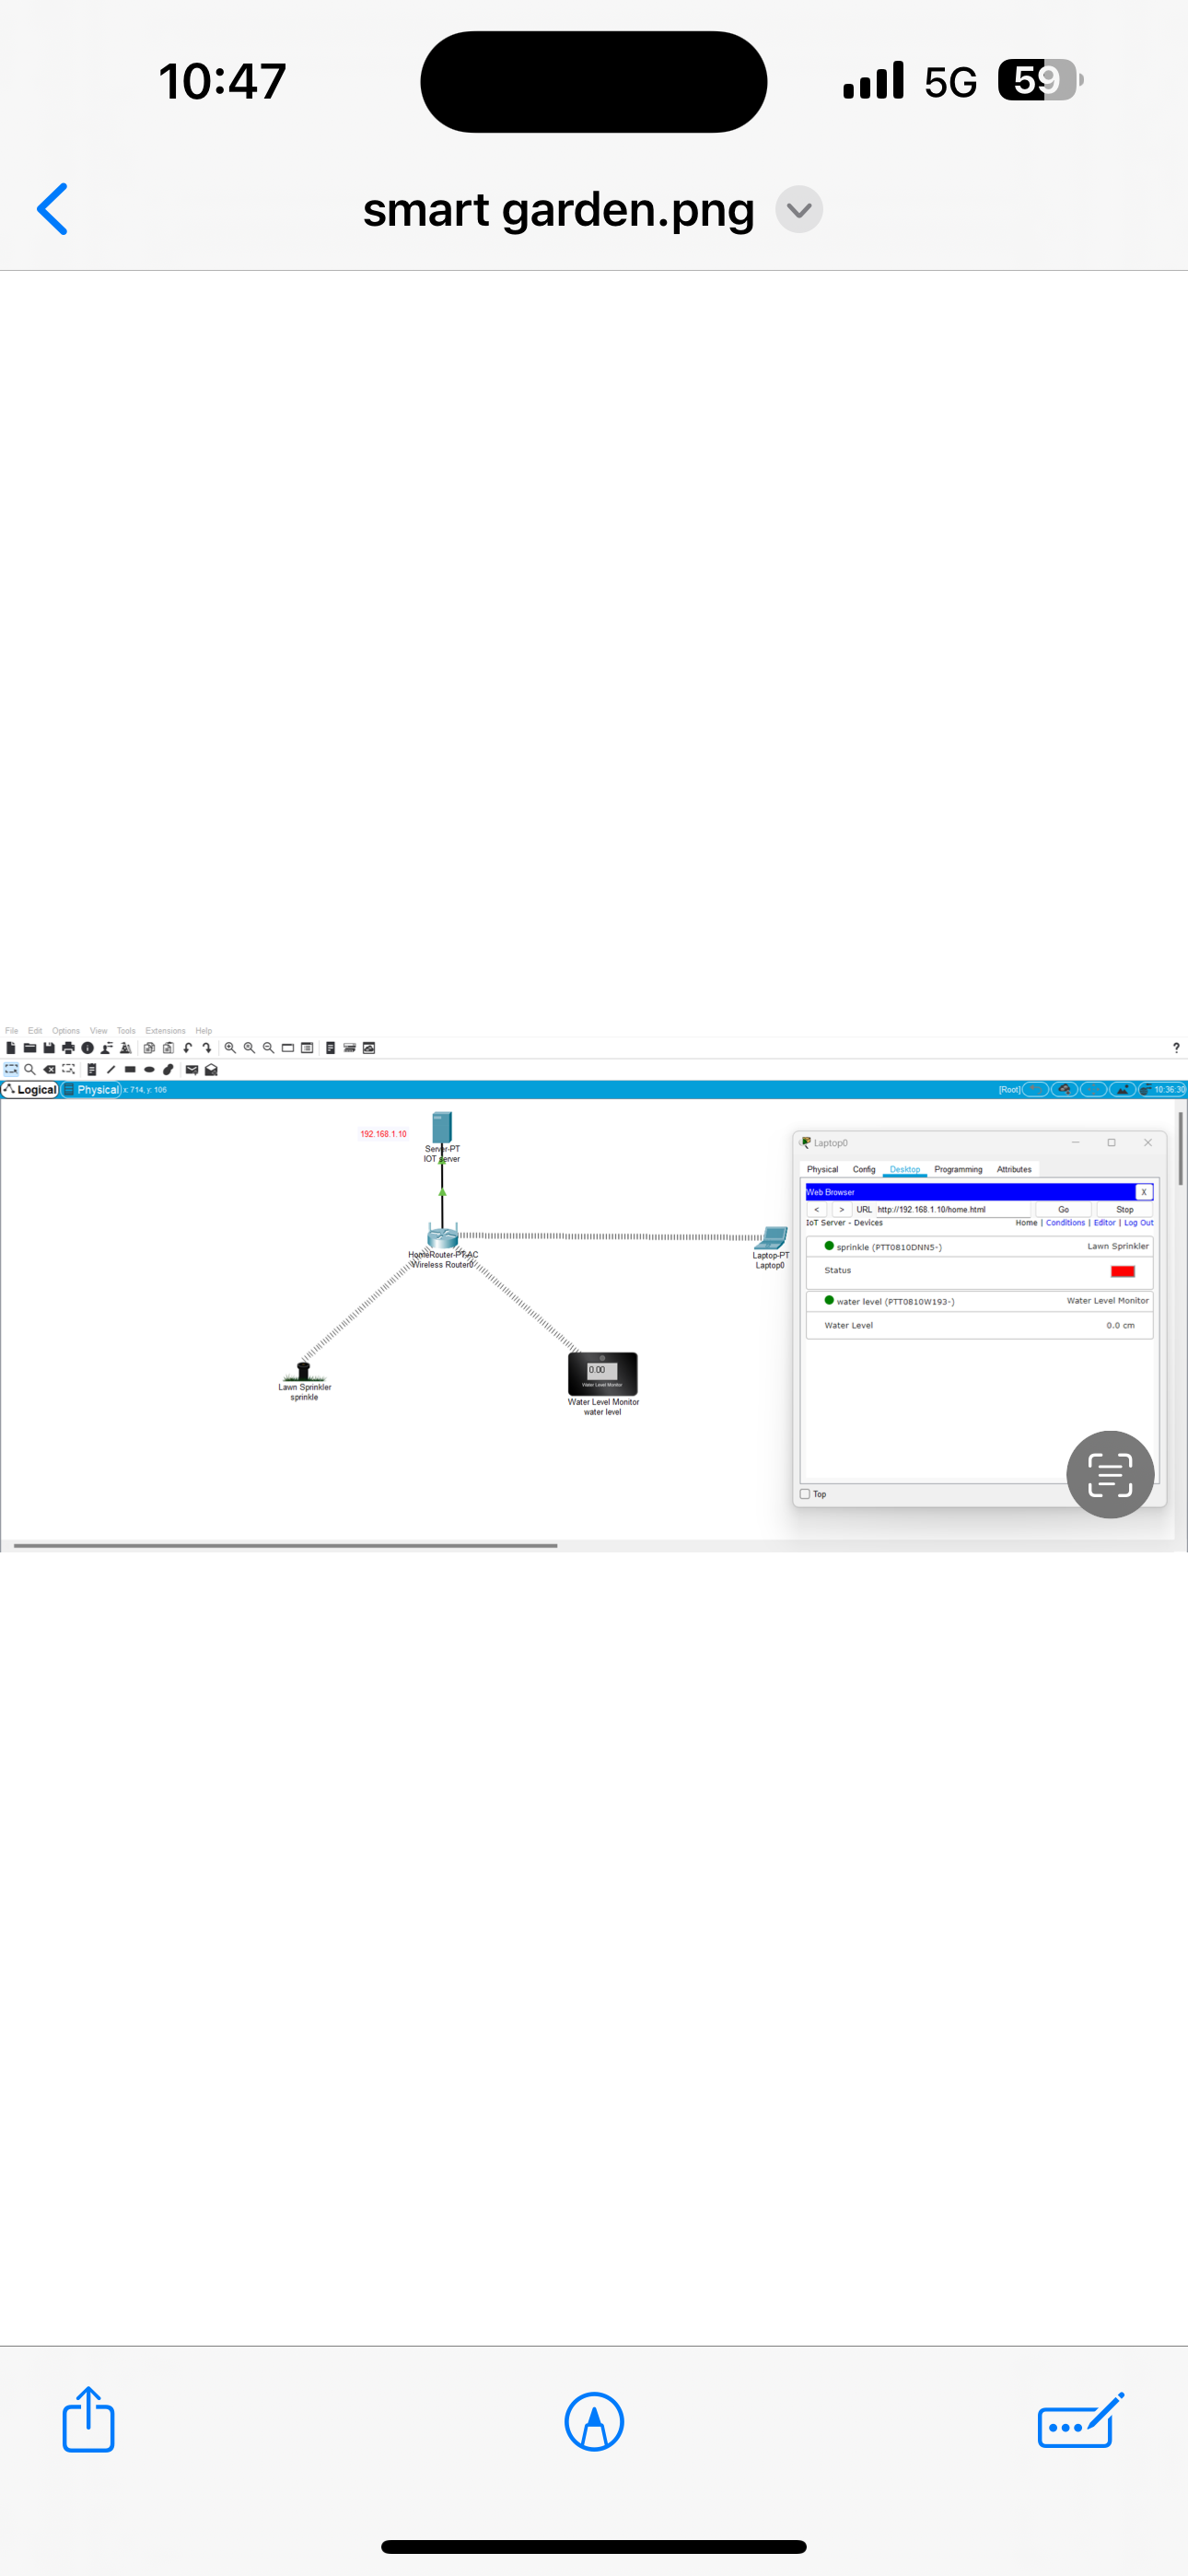 10:47
5G 59
smart garden.png
File Edit Options View Tools Extensions Help
?
Logical Physical x: 714, y: 106 [Root] 10:36:30
192.168.1.10
Server-PT
IOT server
HomeRouter-PT-AC
Wireless Router0
Laptop-PT
Laptop0
Lawn Sprinkler
sprinkle
0.00
Water Level Monitor
Water Level Monitor
water level
Laptop0
Physical Config Desktop Programming Attributes
Web Browser X
< > URL http://192.168.1.10/home.html Go Stop
IoT Server - Devices Home | Conditions | Editor | Log Out
sprinkle (PTT0810DNN5-) Lawn Sprinkler
Status
water level (PTT0810W193-) Water Level Monitor
Water Level 0.0 cm
Top